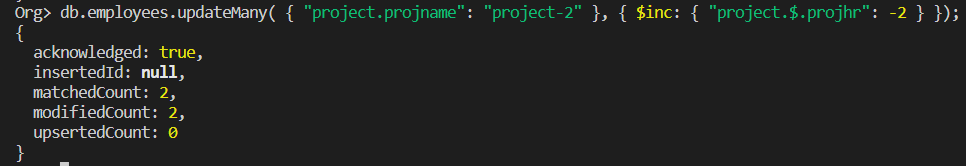 Org> db.employees.updateMany( { "project.projname": "project-2" }, { $inc: { "project.$.projhr": -2 } });
{
  acknowledged: true,
  insertedId: null,
  matchedCount: 2,
  modifiedCount: 2,
  upsertedCount: 0
}